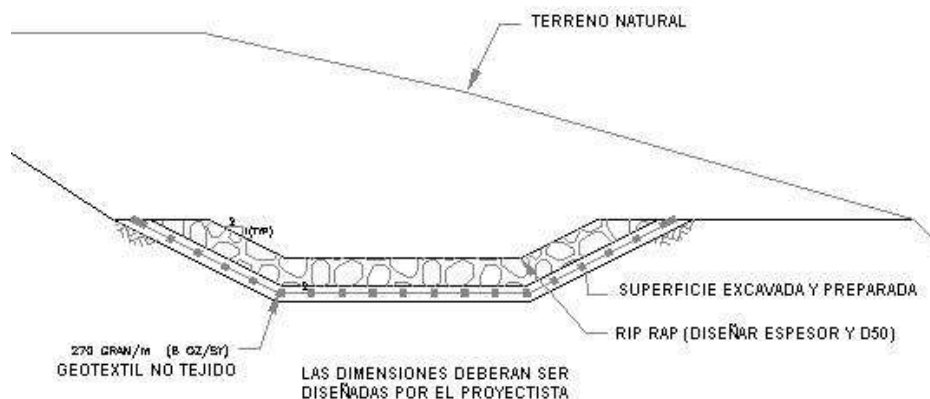 TERRENO NATURAL
2
1(TYP)
2
SUPERFICIE EXCAVADA Y PREPARADA
RIP RAP (DISEÑAR ESPESOR Y D50)
270 GRAN/m (8 OZ/SY)
GEOTEXTIL NO TEJIDO
LAS DIMENSIONES DEBERAN SER
DISEÑADAS POR EL PROYECTISTA